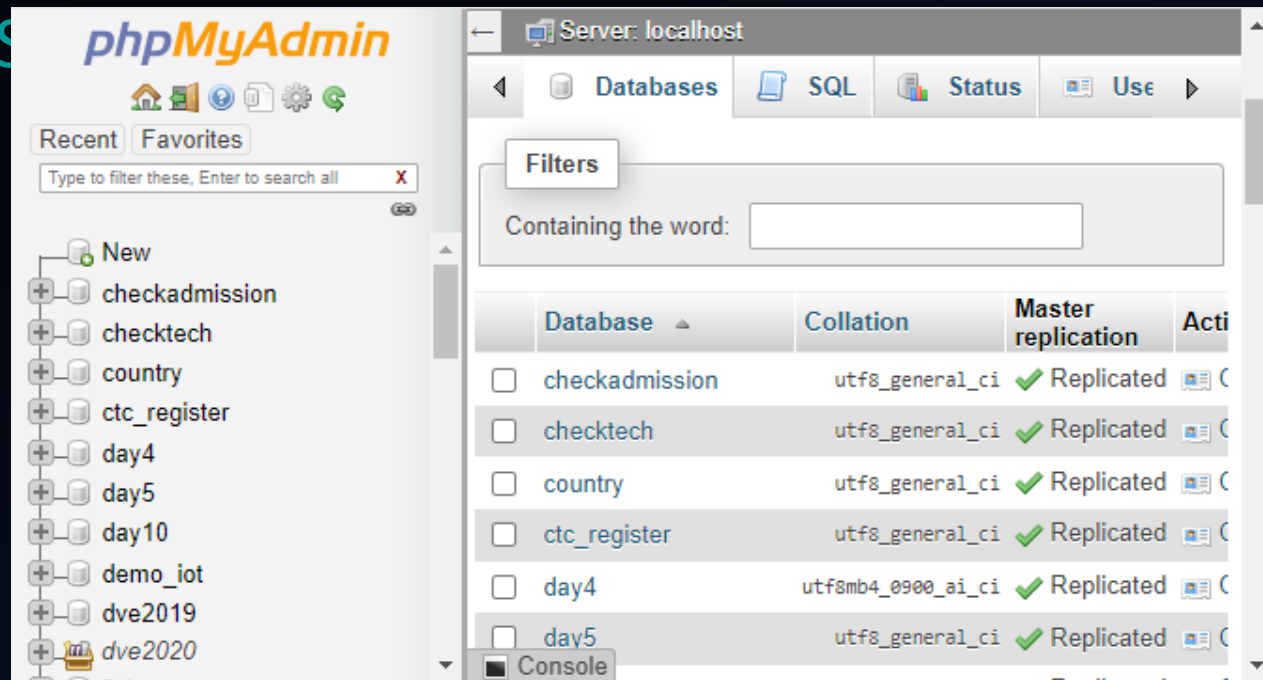 phpMyAdmin
Recent Favorites
Type to filter these, Enter to search all X
New
checkadmission
checktech
country
ctc_register
day4
day5
day10
demo_iot
dve2019
dve2020
Server: localhost
Databases SQL Status Use
Filters
Containing the word:
Database Collation Master replication Acti
checkadmission utf8_general_ci Replicated
checktech utf8_general_ci Replicated
country utf8_general_ci Replicated
ctc_register utf8_general_ci Replicated
day4 utf8mb4_0900_ai_ci Replicated
day5 utf8_general_ci Replicated
Console